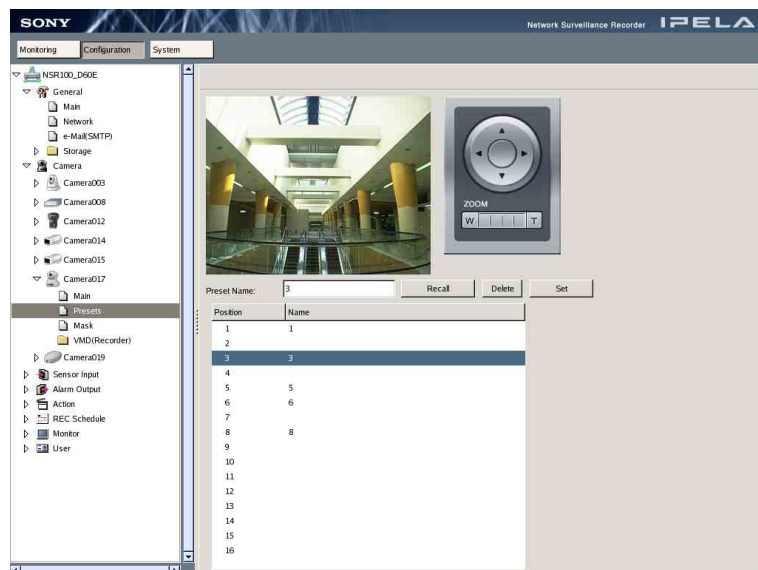 SONY
Network Surveillance Recorder IPELA
Monitoring Configuration System
NSR100_D60E
General
Main
Network
e-Mail(SMTP)
Storage
Camera
Camera003
Camera008
Camera012
Camera014
Camera015
Camera017
Main
Presets
Mask
VMD(Recorder)
Camera019
Sensor Input
Alarm Output
Action
REC Schedule
Monitor
User
ZOOM
W T
Preset Name: 3 Recall Delete Set
Position Name
1 1
2
3 3
4
5 5
6 6
7
8 8
9
10
11
12
13
14
15
16